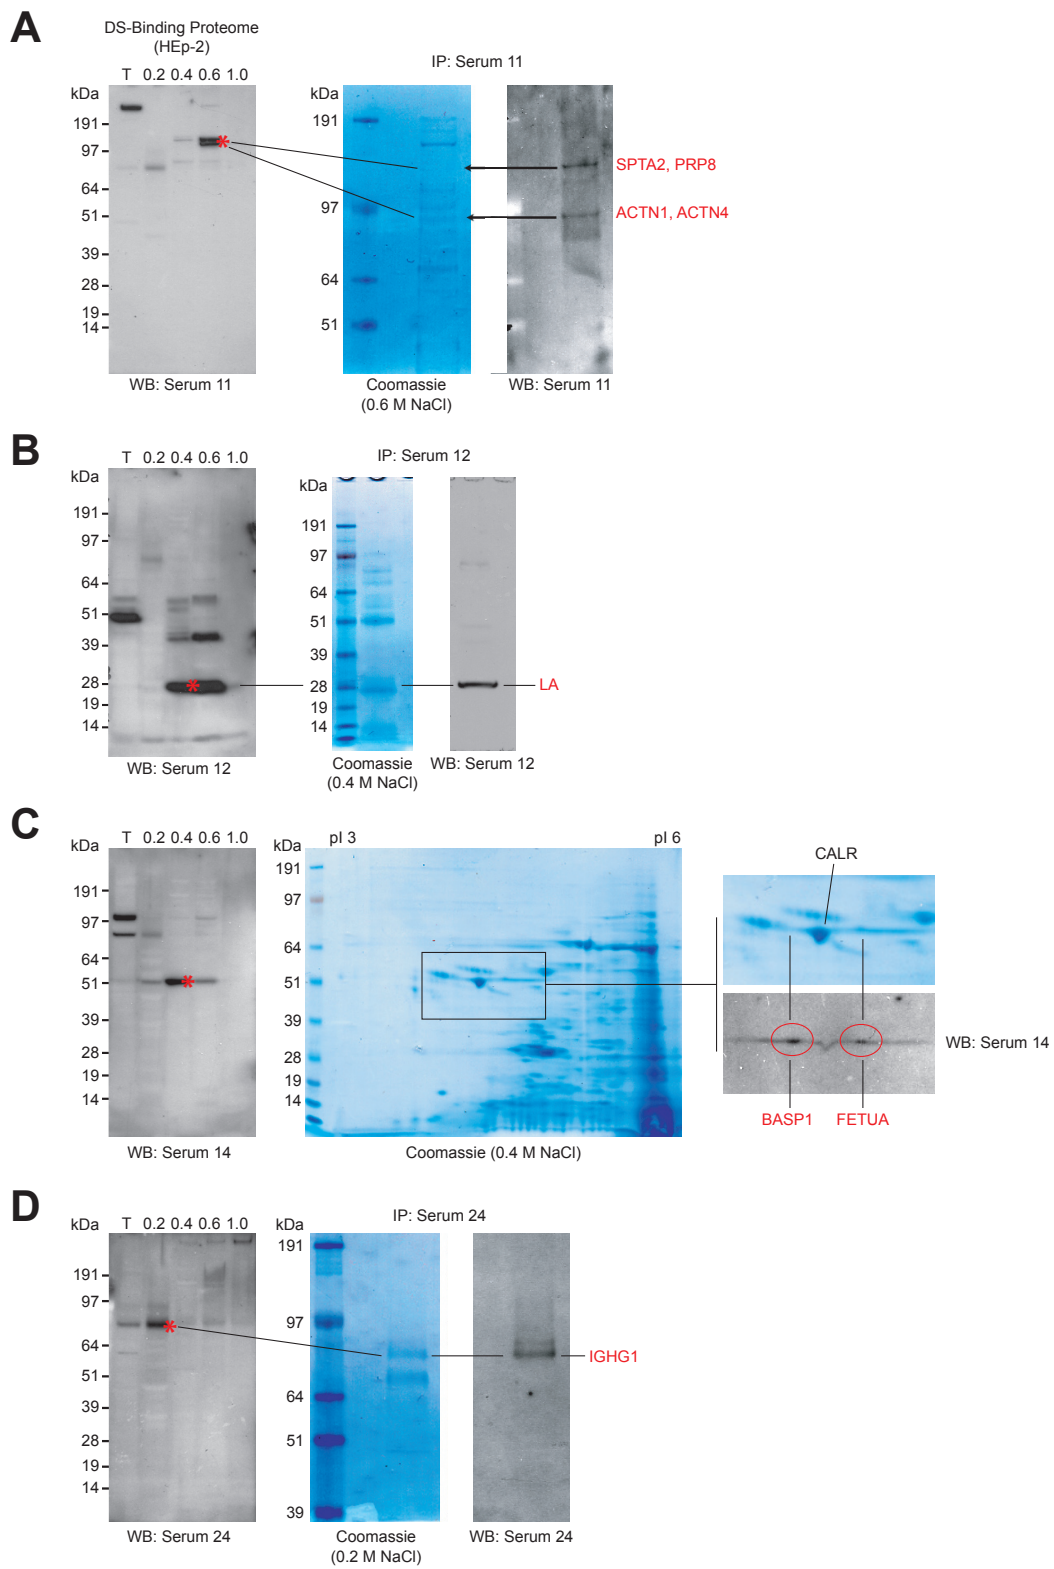 A
DS-Binding Proteome
(HEp-2)
T 0.2 0.4 0.6 1.0
kDa
191
97
64
51
39
28
19
14
*
WB: Serum 11
IP: Serum 11
kDa
191
97
64
51
Coomassie
(0.6 M NaCl)
WB: Serum 11
SPTA2, PRP8
ACTN1, ACTN4
B
T 0.2 0.4 0.6 1.0
kDa
191
97
64
51
39
28
19
14
*
WB: Serum 12
IP: Serum 12
kDa
191
97
64
51
39
28
19
14
Coomassie
(0.4 M NaCl)
WB: Serum 12
LA
C
T 0.2 0.4 0.6 1.0
kDa
191
97
64
51
39
28
19
14
*
WB: Serum 14
pI 3 pI 6
kDa
191
97
64
51
39
28
19
14
Coomassie (0.4 M NaCl)
CALR
WB: Serum 14
BASP1 FETUA
D
T 0.2 0.4 0.6 1.0
kDa
191
97
64
51
39
28
19
14
*
WB: Serum 24
IP: Serum 24
kDa
191
97
64
51
39
Coomassie
(0.2 M NaCl)
WB: Serum 24
IGHG1